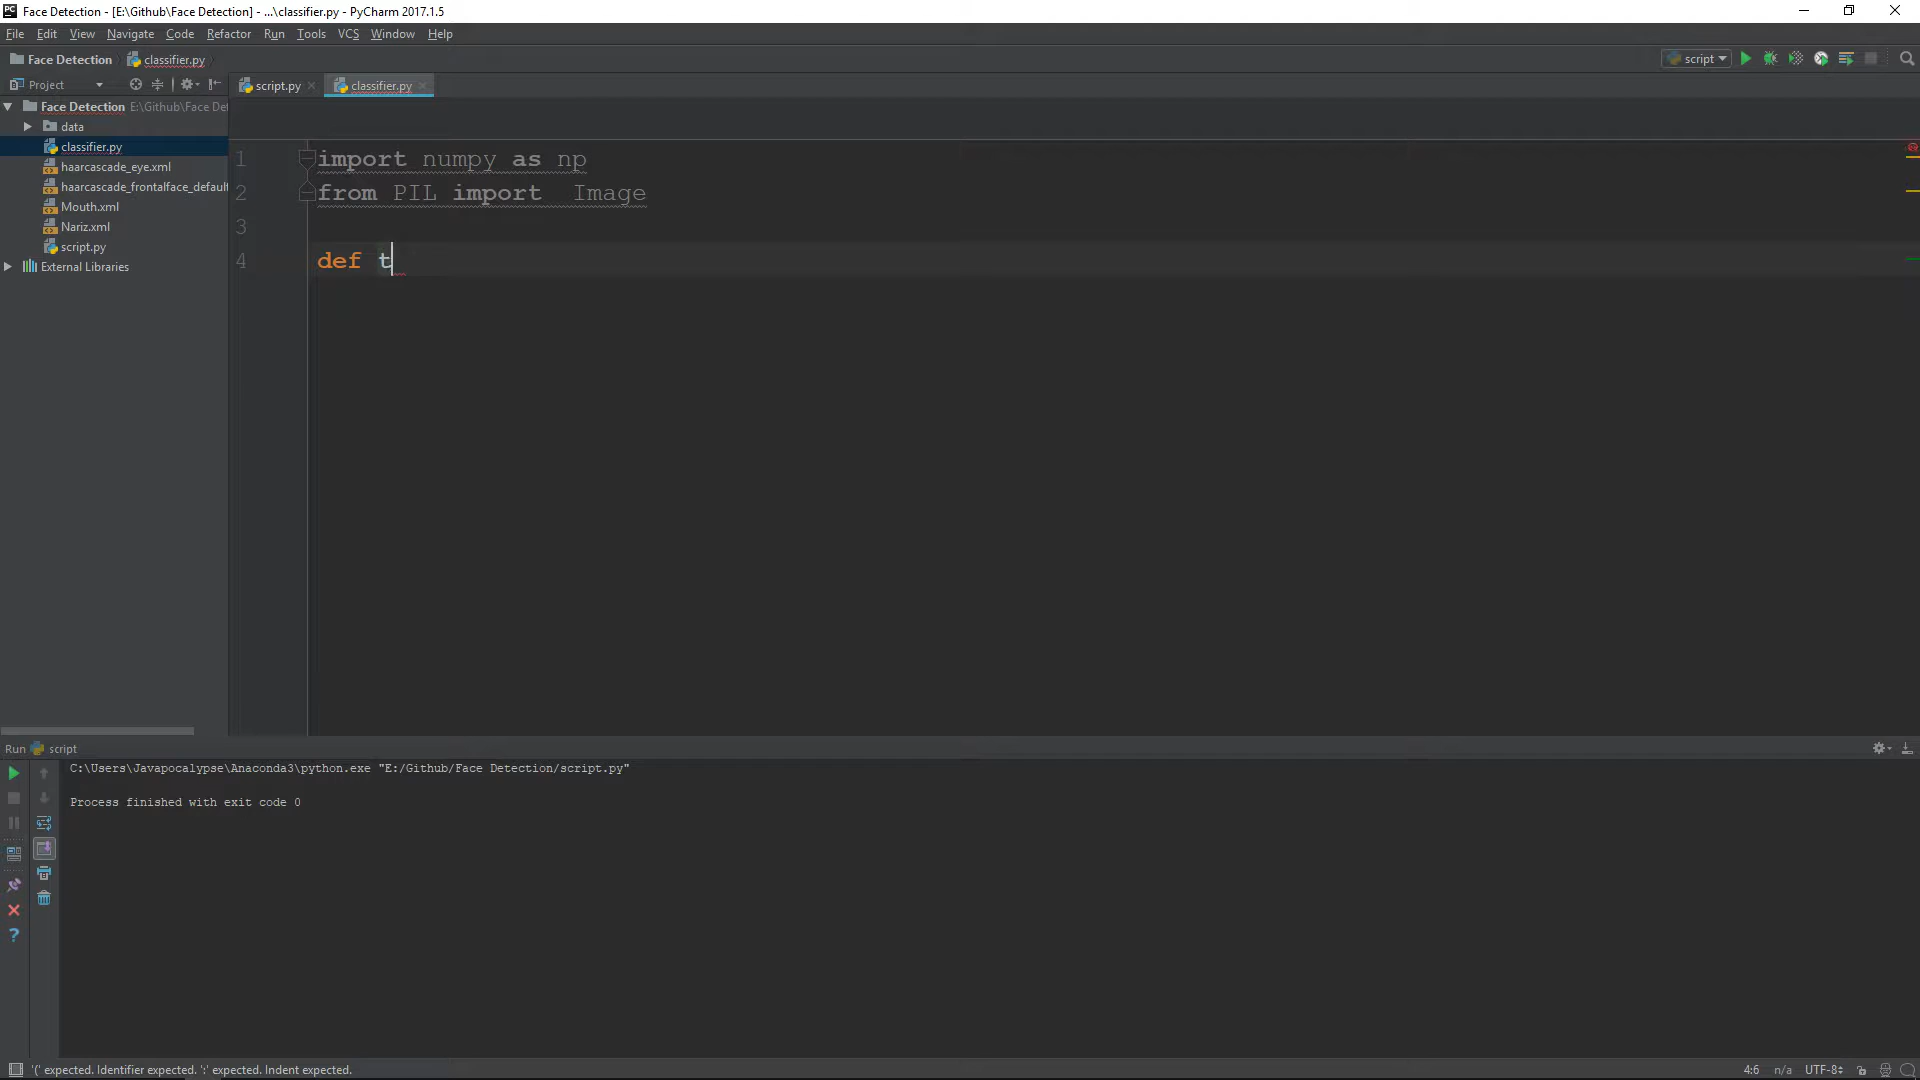 Face Detection - [E:\Github\Face Detection] - ...\classifier.py - PyCharm 2017.1.5
File Edit View Navigate Code Refactor Run Tools VCS Window Help
Face Detection classifier.py script
Project script.py classifier.py
Face Detection E:\Github\Face Det
data
classifier.py
haarcascade_eye.xml
haarcascade_frontalface_default
Mouth.xml
Nariz.xml
script.py
External Libraries
1 import numpy as np
2 from PIL import  Image
3
4 def t
Run script
C:\Users\Javapocalypse\Anaconda3\python.exe "E:/Github/Face Detection/script.py"
Process finished with exit code 0
'(' expected. Identifier expected. ':' expected. Indent expected. 4:6 n/a UTF-8